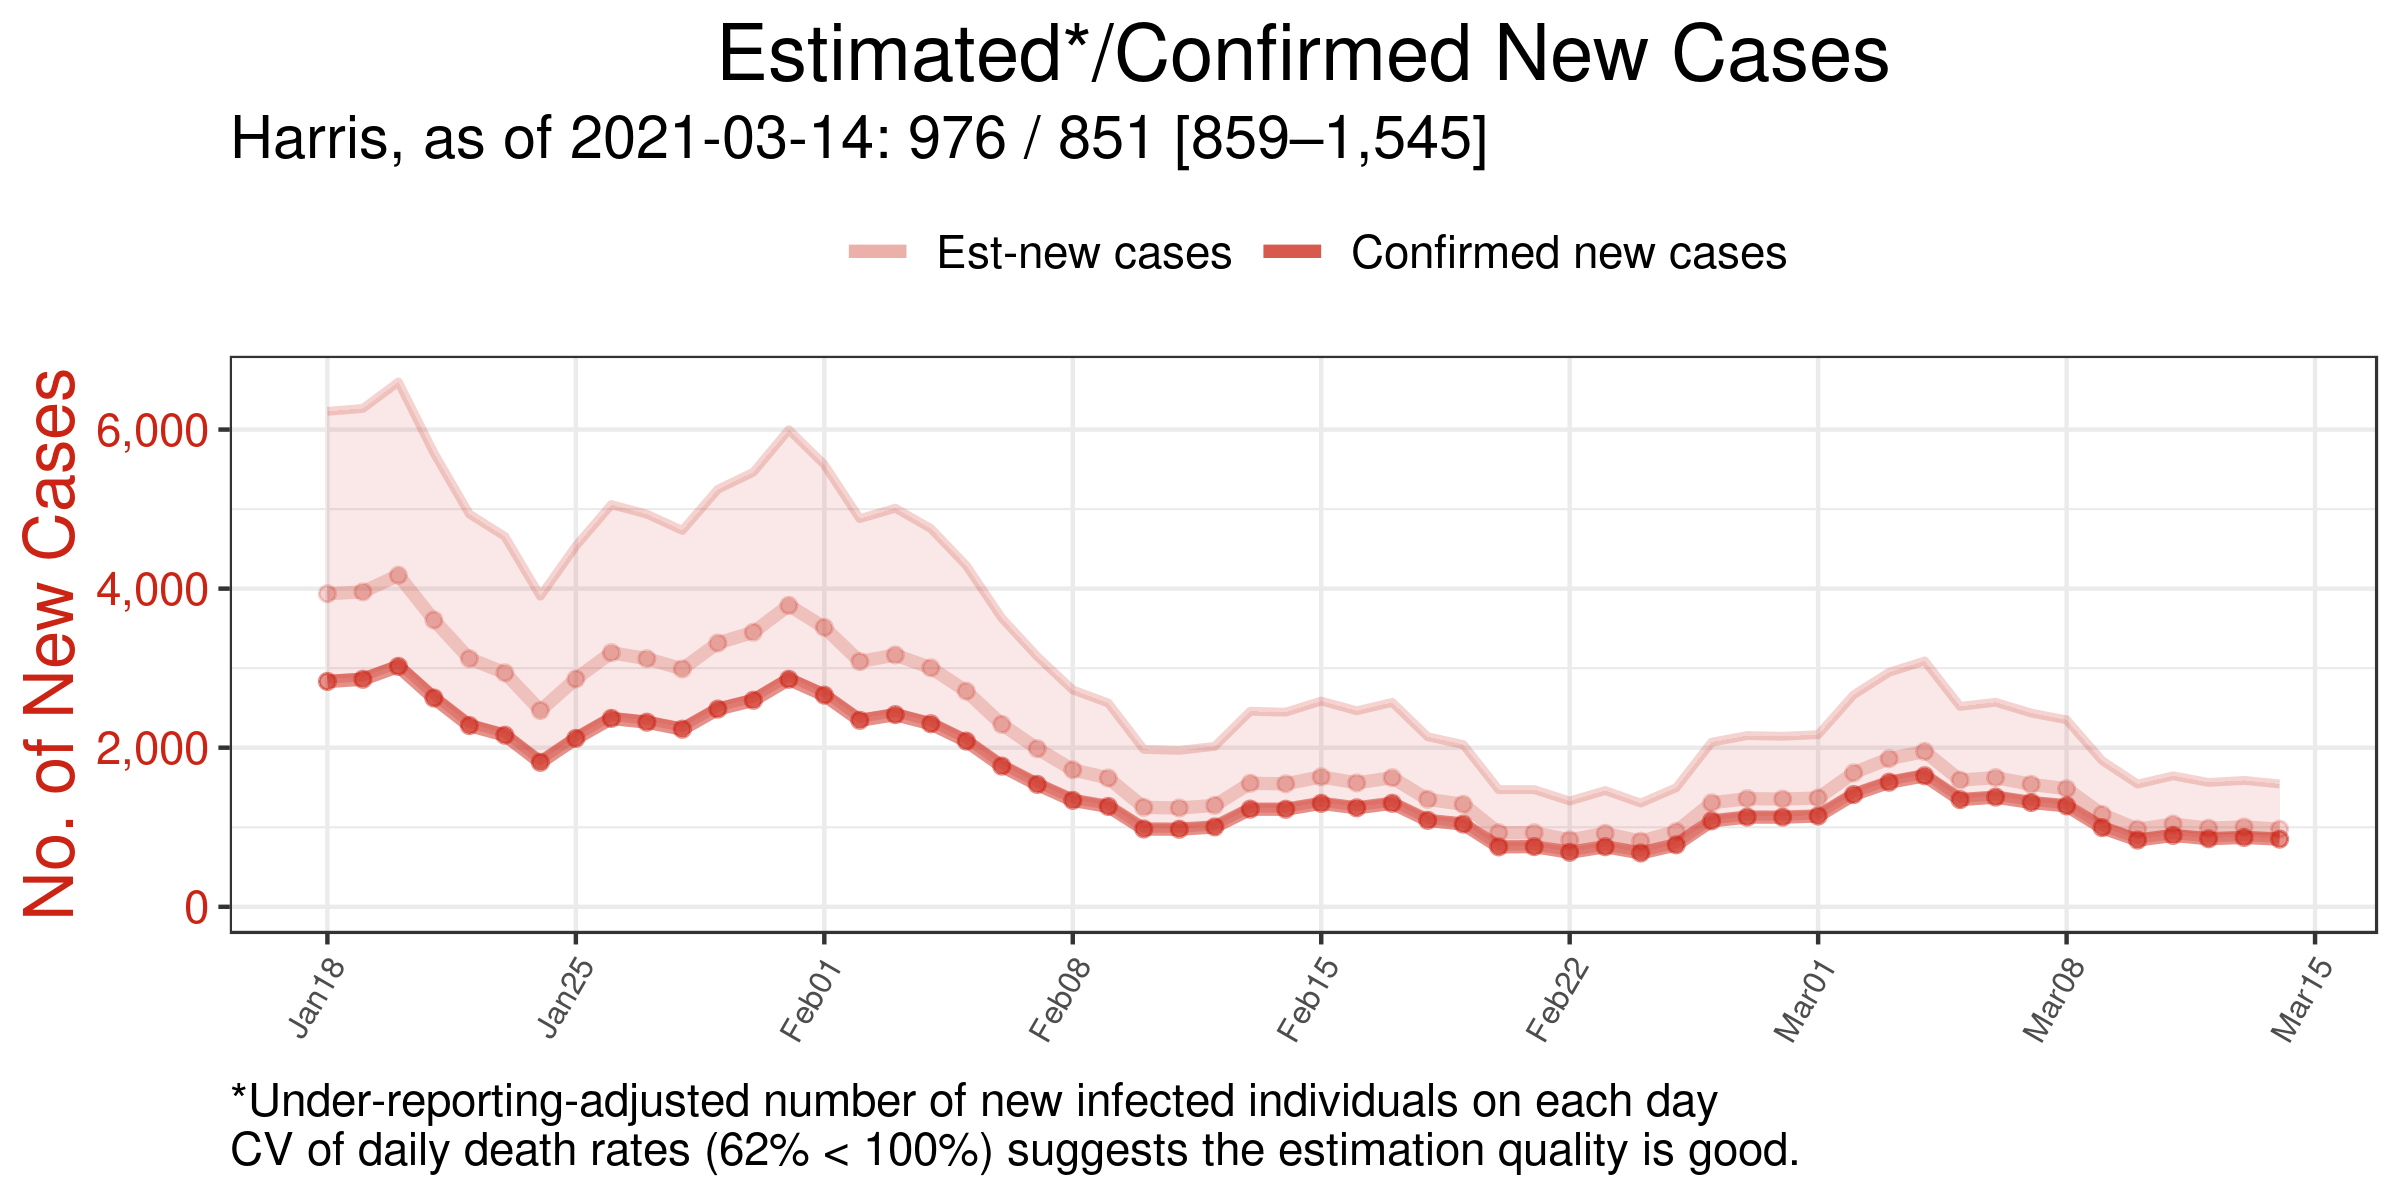 Estimated*/Confirmed New Cases
Harris, as of 2021-03-14: 976 / 851 [859–1,545]
Est-new cases
Confirmed new cases
No. of New Cases
6,000
4,000
2,000
0
Jan18
Jan25
Feb01
Feb08
Feb15
Feb22
Mar01
Mar08
Mar15
*Under-reporting-adjusted number of new infected individuals on each day
CV of daily death rates (62% < 100%) suggests the estimation quality is good.